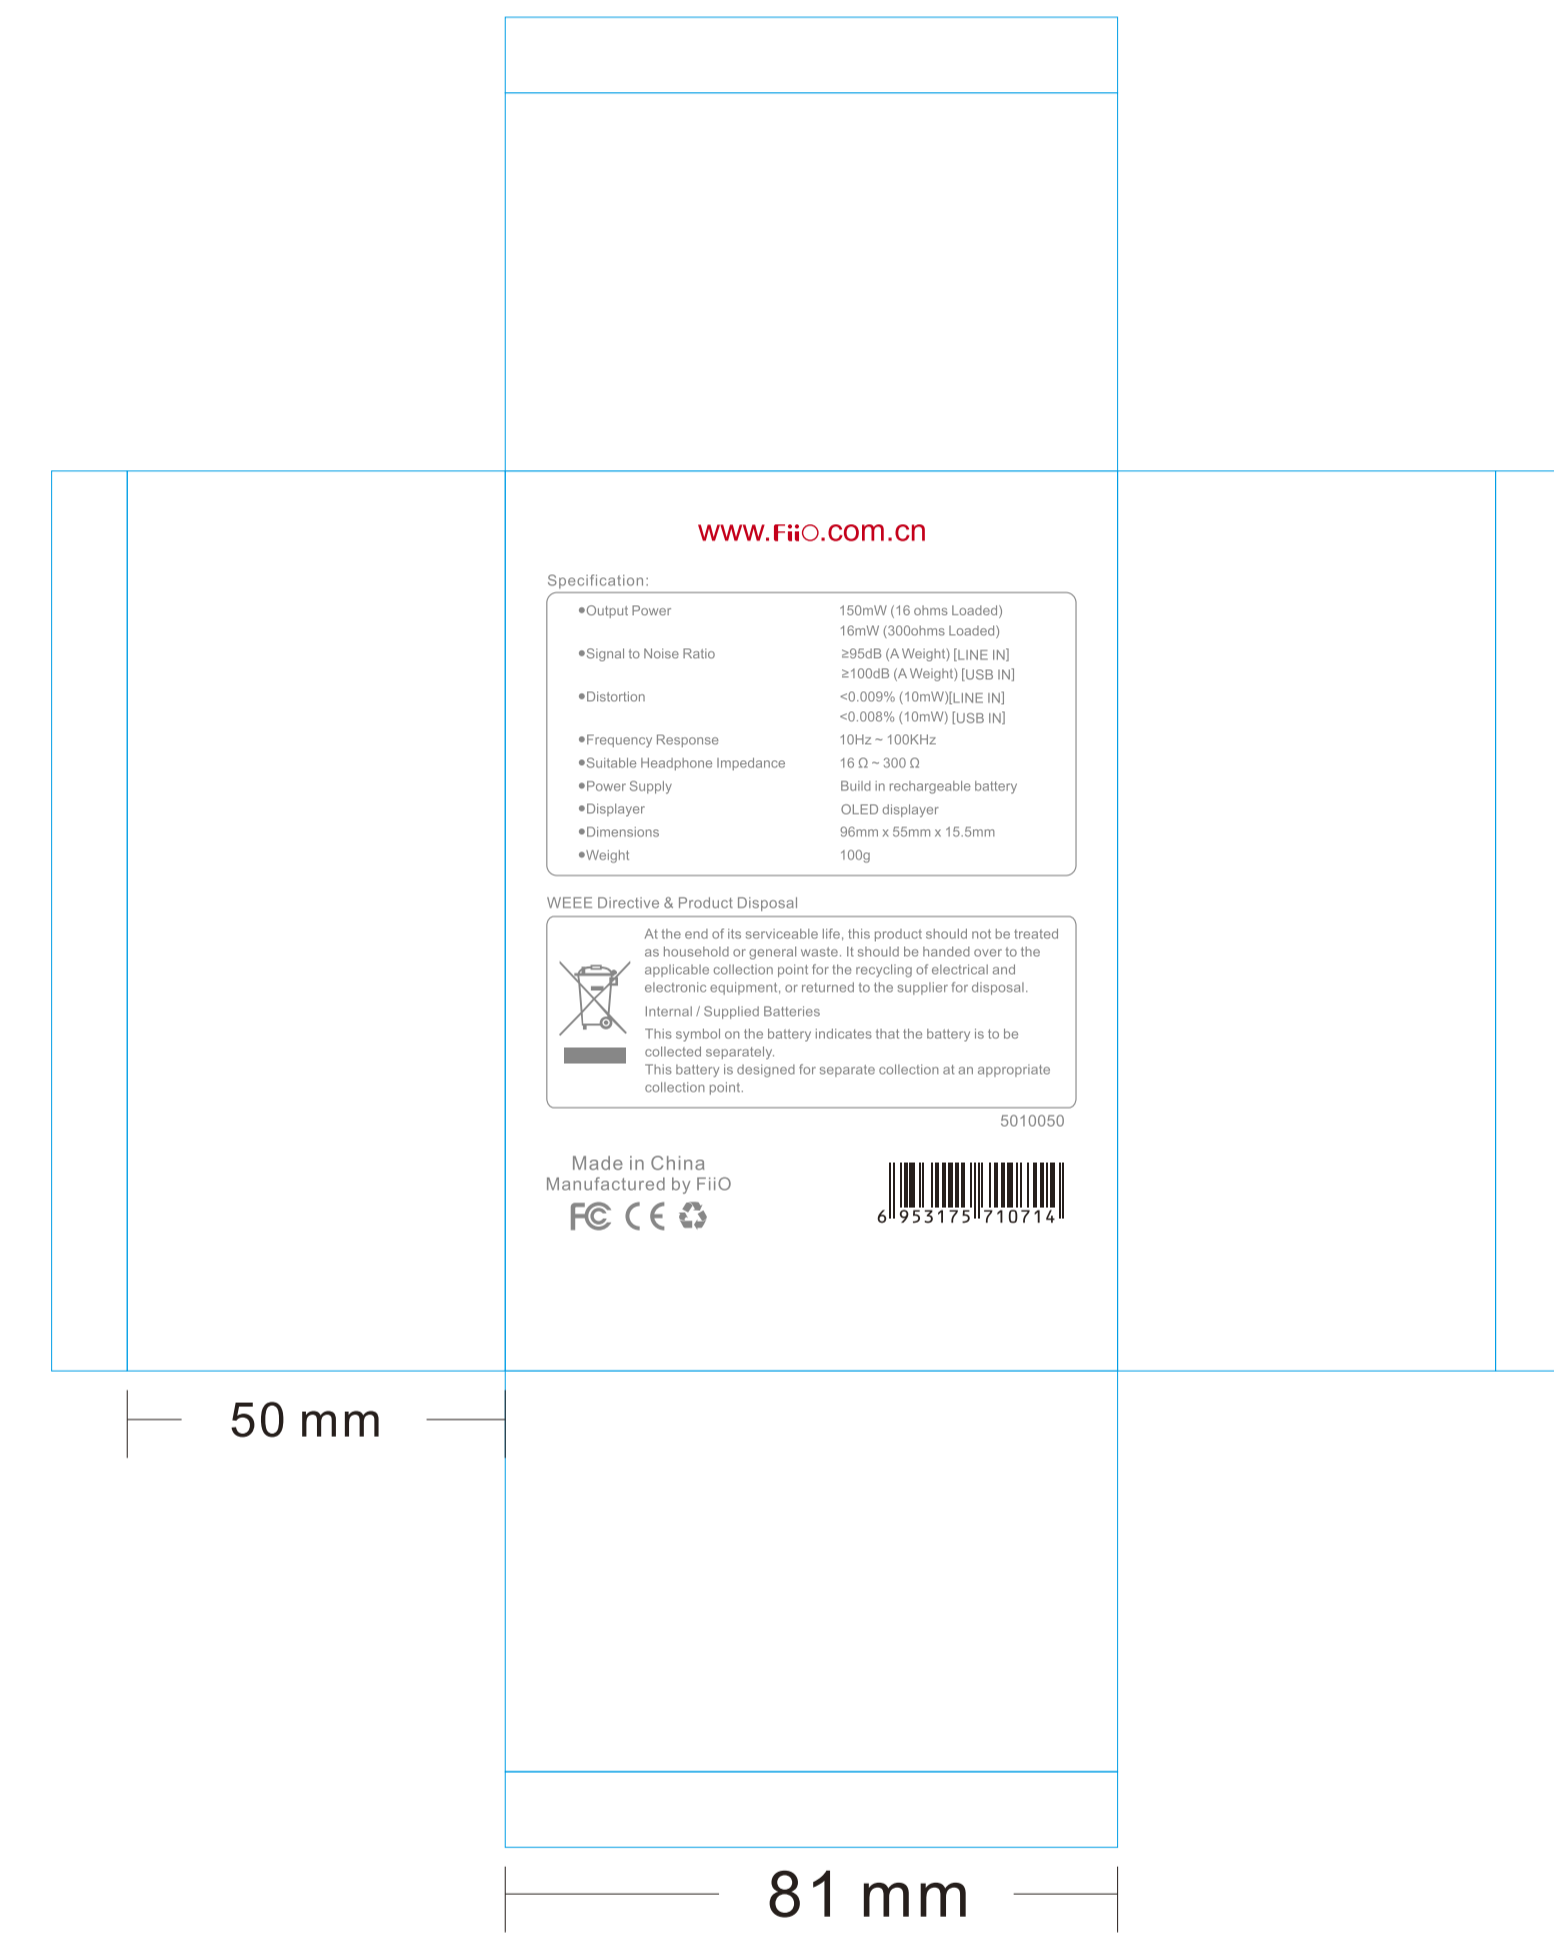 www.FiiO.com.cn
Specification:
●Output Power 150mW (16 ohms Loaded)
16mW (300ohms Loaded)
●Signal to Noise Ratio ≥95dB (A Weight) [LINE IN]
≥100dB (A Weight) [USB IN]
●Distortion <0.009% (10mW)[LINE IN]
<0.008% (10mW) [USB IN]
●Frequency Response 10Hz ~ 100KHz
●Suitable Headphone Impedance 16 Ω ~ 300 Ω
●Power Supply Build in rechargeable battery
●Displayer OLED displayer
●Dimensions 96mm x 55mm x 15.5mm
●Weight 100g
WEEE Directive & Product Disposal
At the end of its serviceable life, this product should not be treated
as household or general waste. It should be handed over to the
applicable collection point for the recycling of electrical and
electronic equipment, or returned to the supplier for disposal.
Internal / Supplied Batteries
This symbol on the battery indicates that the battery is to be
collected separately.
This battery is designed for separate collection at an appropriate
collection point.
5010050
Made in China
Manufactured by FiiO
FC CE
6 953175 710714
50 mm
81 mm